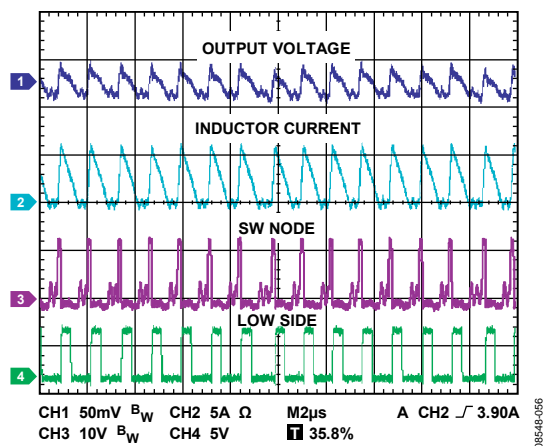 OUTPUT VOLTAGE
1
INDUCTOR CURRENT
2
SW NODE
3
LOW SIDE
4
CH1 50mV BW CH2 5A Ω M2µs A CH2 3.90A
CH3 10V BW CH4 5V T 35.8%
08548-056